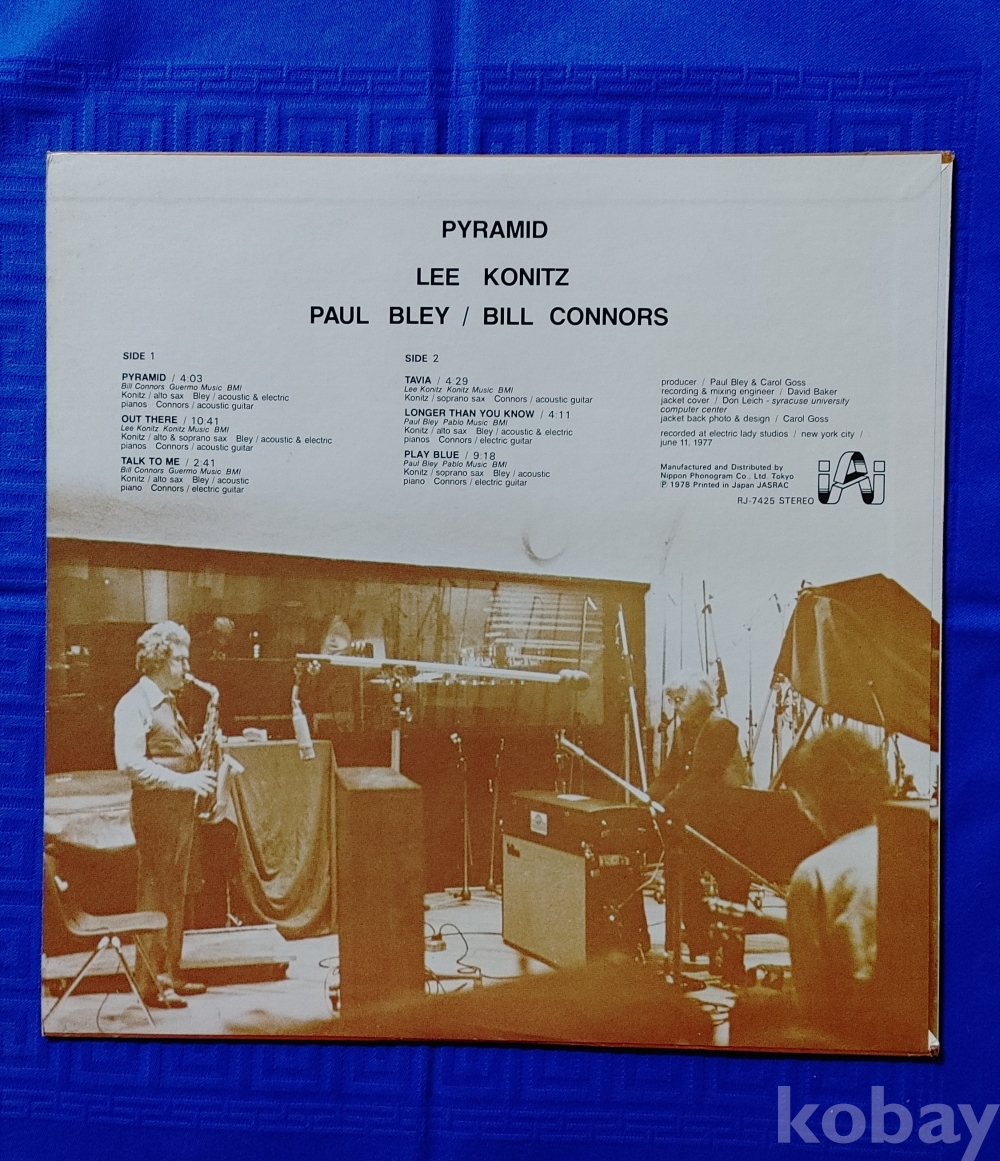 PYRAMID
LEE KONITZ
PAUL BLEY / BILL CONNORS
SIDE 1
PYRAMID / 4:03
Bill Connors Guermo Music BMI
Konitz / alto sax Bley / acoustic & electric
pianos Connors / acoustic guitar
OUT THERE / 10:41
Lee Konitz Konitz Music BMI
Konitz / alto & soprano sax Bley / acoustic & electric
pianos Connors / acoustic guitar
TALK TO ME / 2:41
Bill Connors Guermo Music BMI
Konitz / alto sax Bley / acoustic
piano Connors / electric guitar
SIDE 2
TAVIA / 4:29
Lee Konitz Konitz Music BMI
Konitz / soprano sax Connors / acoustic guitar
LONGER THAN YOU KNOW / 4:11
Paul Bley Pablo Music BMI
Konitz / alto sax Bley / acoustic & electric
pianos Connors / electric guitar
PLAY BLUE / 9:18
Paul Bley Pablo Music BMI
Konitz / soprano sax Bley / acoustic
piano Connors / electric guitar
producer / Paul Bley & Carol Goss
recording & mixing engineer / David Baker
jacket cover / Don Leich - syracuse university
computer center
jacket back photo & design / Carol Goss
recorded at electric lady studios / new york city /
june 11, 1977
Manufactured and Distributed by
Nippon Phonogram Co., Ltd. Tokyo
℗ 1978 Printed in Japan JASRAC
RJ-7425 STEREO
iAi
kobay